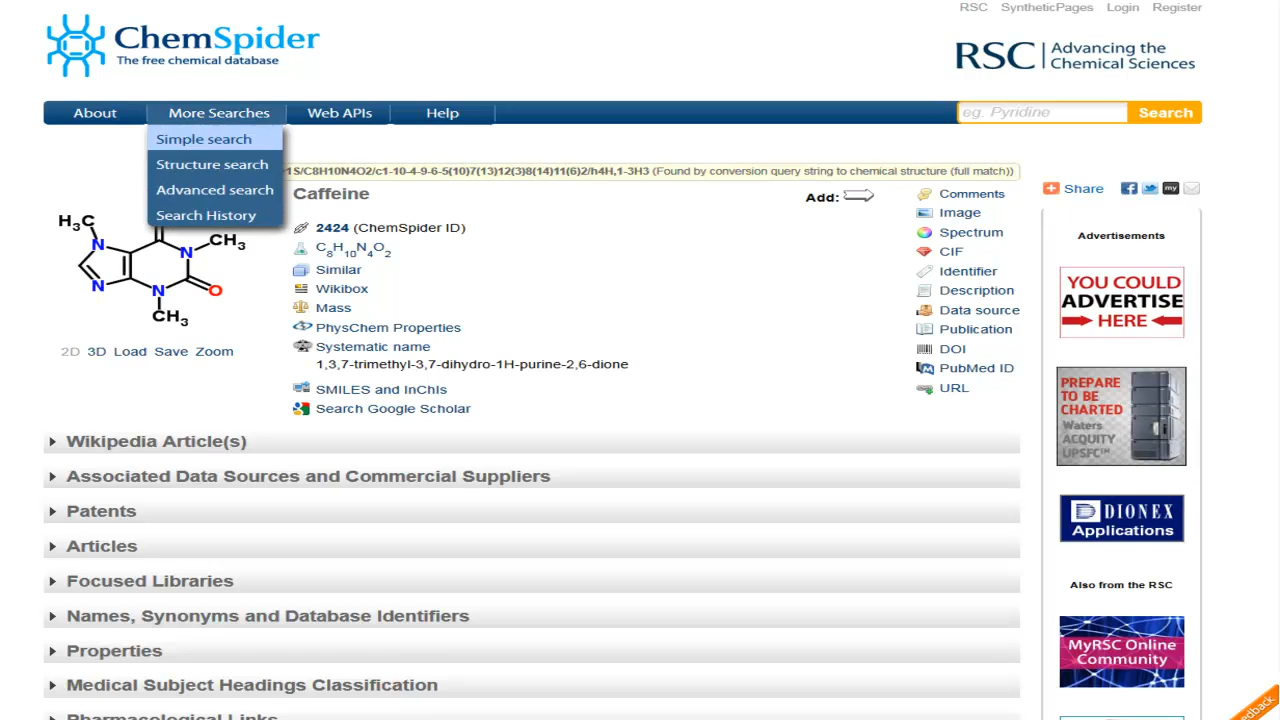 RSC SyntheticPages Login Register
ChemSpider
The free chemical database
RSC | Advancing the
Chemical Sciences
About More Searches Web APIs Help
eg. Pyridine Search
Simple search
Structure search
Advanced search
Search History
1S/C8H10N4O2/c1-10-4-9-6-5(10)7(13)12(3)8(14)11(6)2/h4H,1-3H3 (Found by conversion query string to chemical structure (full match))
Caffeine
Add:
2424 (ChemSpider ID)
C8H10N4O2
Similar
Wikibox
Mass
PhysChem Properties
Systematic name
1,3,7-trimethyl-3,7-dihydro-1H-purine-2,6-dione
SMILES and InChIs
Search Google Scholar
H3C
N
N
CH3
N
N
O
CH3
2D 3D Load Save Zoom
Comments
Image
Spectrum
CIF
Identifier
Description
Data source
Publication
DOI
PubMed ID
URL
Share
my
Advertisements
YOU COULD
ADVERTISE
HERE
PREPARE
TO BE
CHARTED
Waters
ACQUITY
UPSFC™
DIONEX
Applications
Also from the RSC
MyRSC Online
Community
Wikipedia Article(s)
Associated Data Sources and Commercial Suppliers
Patents
Articles
Focused Libraries
Names, Synonyms and Database Identifiers
Properties
Medical Subject Headings Classification
Pharmacological Links
edback